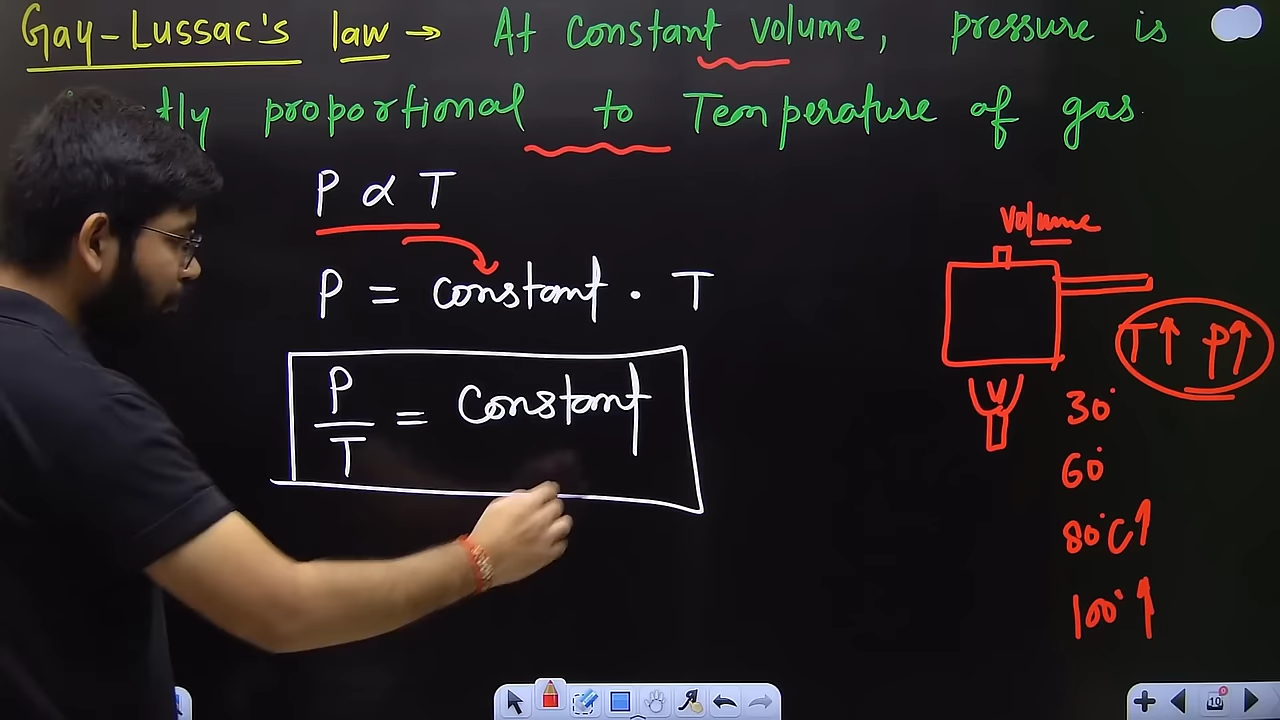 Gay-Lussac's law → At constant volume, pressure is
proportional to Temperature of gas
P α T
P = constant . T
P/T = Constant
Volume
T↑ P↑
30°
60°
80°C↑
100°↑
10